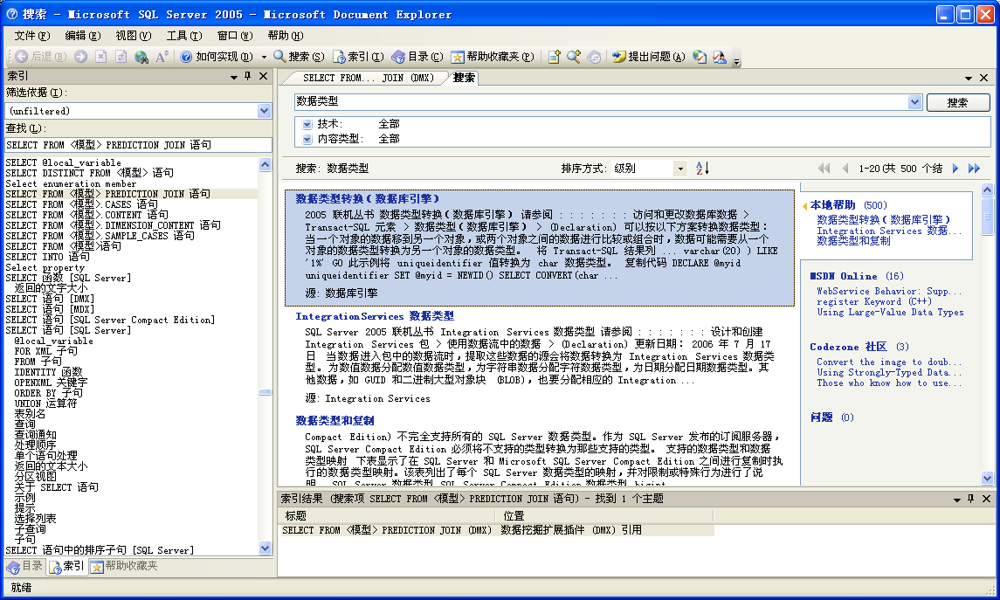 搜索 - Microsoft SQL Server 2005 - Microsoft Document Explorer
文件(F) 编辑(E) 视图(V) 工具(T) 窗口(W) 帮助(H)
后退(B) 如何实现(D) 搜索(S) 索引(I) 目录(C) 帮助收藏夹(P) 提出问题(A)
索引
筛选依据(I):
(unfiltered)
查找(L):
SELECT FROM <模型> PREDICTION JOIN 语句
SELECT @local_variable
SELECT DISTINCT FROM <模型> 语句
Select enumeration member
SELECT FROM <模型> PREDICTION JOIN 语句
SELECT FROM <模型>.CASES 语句
SELECT FROM <模型>.CONTENT 语句
SELECT FROM <模型>.DIMENSION_CONTENT 语句
SELECT FROM <模型>.SAMPLE_CASES 语句
SELECT FROM <模型>语句
SELECT INTO 语句
Select property
SELECT 函数 [SQL Server]
返回的文字大小
SELECT 语句 [DMX]
SELECT 语句 [MDX]
SELECT 语句 [SQL Server Compact Edition]
SELECT 语句 [SQL Server]
@local_variable
FOR XML 子句
FROM 子句
IDENTITY 函数
OPENXML 关键字
ORDER BY 子句
UNION 运算符
表别名
查询
查询通知
处理顺序
单个语句处理
返回的文本大小
分区视图
关于 SELECT 语句
示例
提示
选择列表
子查询
子句
SELECT 语句中的排序子句 [SQL Server]
目录 索引 帮助收藏夹
就绪
SELECT FROM... JOIN (DMX) 搜索
数据类型 搜索
技术: 全部
内容类型: 全部
搜索: 数据类型 排序方式: 级别 1-20(共 500 个结
数据类型转换(数据库引擎)
2005 联机丛书 数据类型转换(数据库引擎) 请参阅 : : : : : : : 访问和更改数据库数据 >
Transact-SQL 元素 > 数据类型(数据库引擎) > (Declaration) 可以按以下方案转换数据类型:
当一个对象的数据移到另一个对象,或两个对象之间的数据进行比较或组合时,数据可能需要从一个
对象的数据类型转换为另一个对象的数据类型。 将 Transact-SQL 结果列 ... varchar(20) ) LIKE
'1%' GO 此示例将 uniqueidentifier 值转换为 char 数据类型。 复制代码 DECLARE @myid
uniqueidentifier SET @myid = NEWID() SELECT CONVERT(char ...
源: 数据库引擎
IntegrationServices 数据类型
SQL Server 2005 联机丛书 Integration Services 数据类型 请参阅 : : : : : : : 设计和创建
Integration Services 包 > 使用数据流中的数据 > (Declaration) 更新日期: 2006 年 7 月 17
日 当数据进入包中的数据流时,提取这些数据的源会将数据转换为 Integration Services 数据类
型。为数值数据分配数值数据类型,为字符串数据分配字符数据类型,为日期分配日期数据类型。其
他数据,如 GUID 和二进制大型对象块 (BLOB),也要分配相应的 Integration ...
源: Integration Services
数据类型和复制
Compact Edition) 不完全支持所有的 SQL Server 数据类型。作为 SQL Server 发布的订阅服务器,
SQL Server Compact Edition 必须将不支持的类型转换为那些支持的类型。 支持的数据类型和数据
类型映射 下表显示了在 SQL Server 和 Microsoft SQL Server Compact Edition 之间进行复制时执
行的数据类型映射。该表列出了每个 SQL Server 数据类型的映射,并对限制或特殊行为进行了说
明。 SQL Server 数据类型 SQL Server Compact Edition 数据类型 bigint
本地帮助 (500)
数据类型转换(数据库引擎)
Integration Services 数据...
数据类型和复制
MSDN Online (16)
WebService Behavior: Supp...
register Keyword (C++)
Using Large-Value Data Types
Codezone 社区 (3)
Convert the image to doub...
Using Strongly-Typed Data...
Those who know how to use...
问题 (0)
索引结果 (搜索项 SELECT FROM <模型> PREDICTION JOIN 语句) - 找到 1 个主题
标题 位置
SELECT FROM <模型> PREDICTION JOIN (DMX) 数据挖掘扩展插件 (DMX) 引用